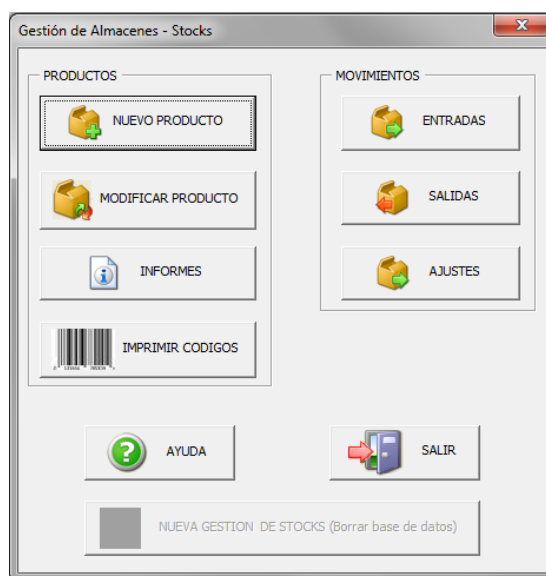 Gestión de Almacenes - Stocks
PRODUCTOS
NUEVO PRODUCTO
MODIFICAR PRODUCTO
INFORMES
IMPRIMIR CODIGOS
MOVIMIENTOS
ENTRADAS
SALIDAS
AJUSTES
AYUDA
SALIR
NUEVA GESTION DE STOCKS (Borrar base de datos)